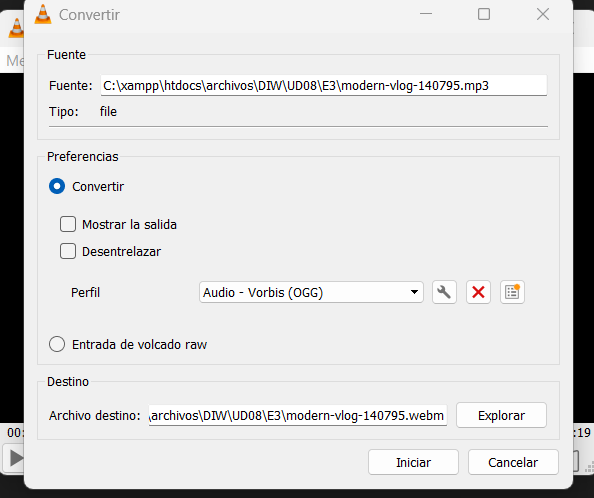 Convertir
Me
Fuente
Fuente: C:\xampp\htdocs\archivos\DIW\UD08\E3\modern-vlog-140795.mp3
Tipo: file
Preferencias
Convertir
Mostrar la salida
Desentrelazar
Perfil Audio - Vorbis (OGG)
Entrada de volcado raw
Destino
Archivo destino: \archivos\DIW\UD08\E3\modern-vlog-140795.webm Explorar
00: :19
Iniciar Cancelar